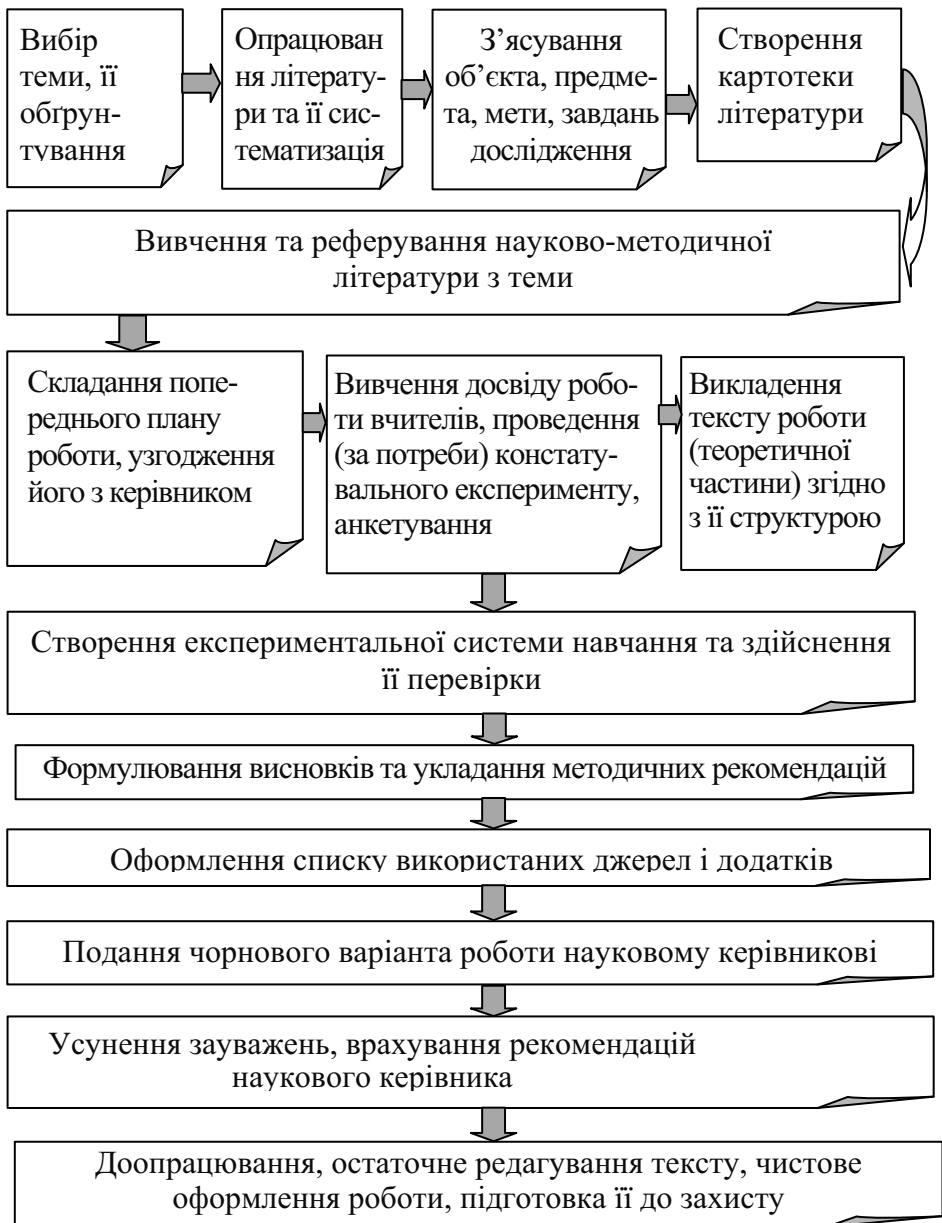 Вибір
теми, її
обґрун-
тування
Опрацюван
ня літерату-
ри та її сис-
тематизація
З’ясування
об’єкта, предме-
та, мети, завдань
дослідження
Створення
картотеки
літератури
Вивчення та реферування науково-методичної
літератури з теми
Складання попе-
реднього плану
роботи, узгодження
його з керівником
Вивчення досвіду робо-
ти вчителів, проведення
(за потреби) констату-
вального експерименту,
анкетування
Викладення
тексту роботи
(теоретичної
частини) згідно
з її структурою
Створення експериментальної системи навчання та здійснення
її перевірки
Формулювання висновків та укладання методичних рекомендацій
Оформлення списку використаних джерел і додатків
Подання чорнового варіанта роботи науковому керівникові
Усунення зауважень, врахування рекомендацій
наукового керівника
Доопрацювання, остаточне редагування тексту, чистове
оформлення роботи, підготовка її до захисту